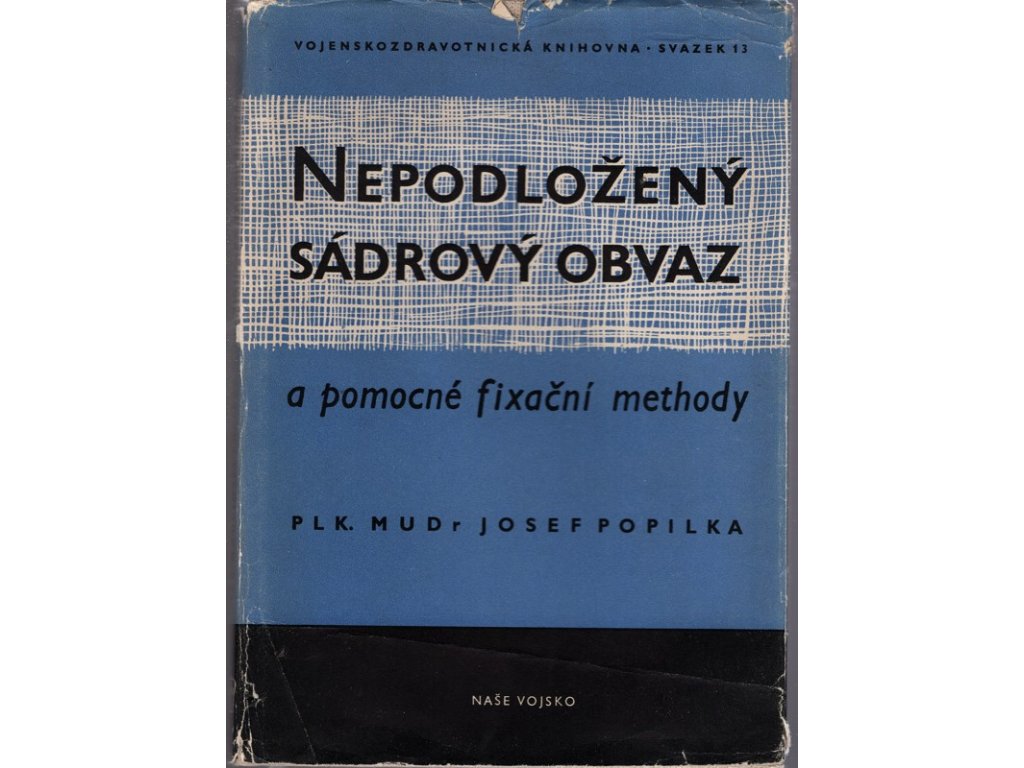 VOJENSKOZDRAVOTNICKÁ KNIHOVNA • SVAZEK 13
NEPODLOŽENÝ
SÁDROVÝ OBVAZ
a pomocné fixační methody
PLK. MUDr JOSEF POPILKA
NAŠE VOJSKO